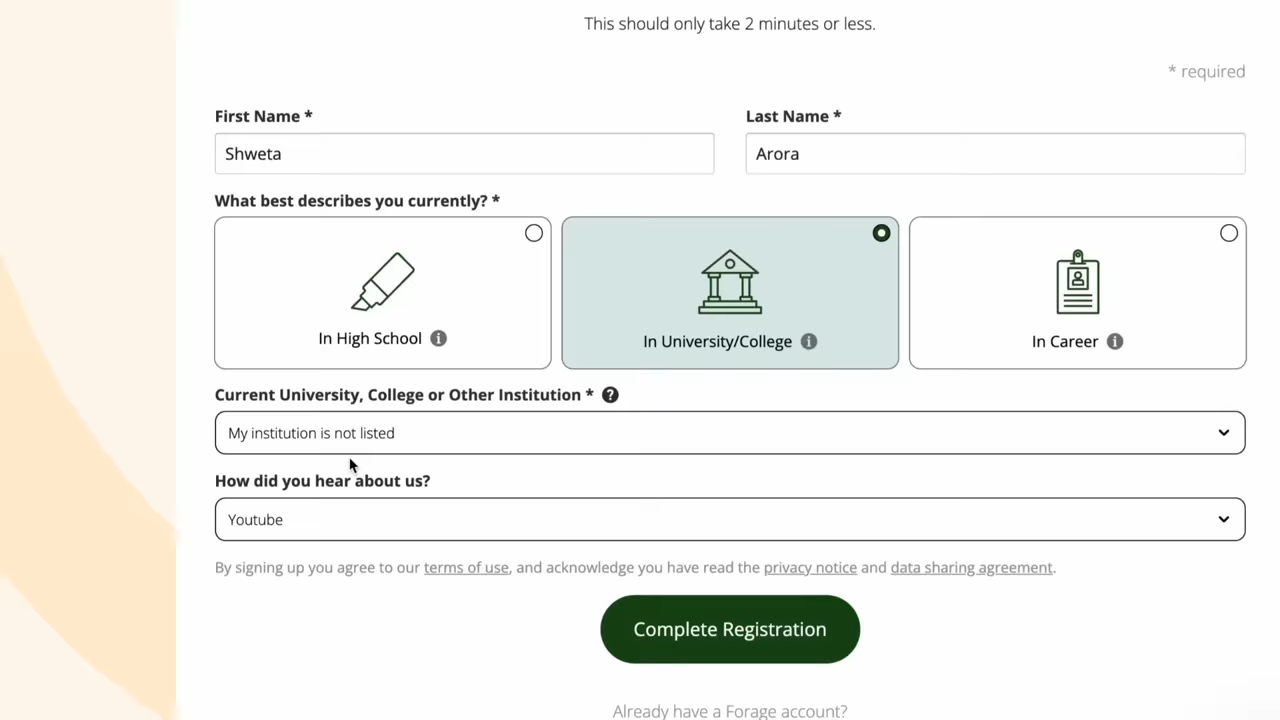 This should only take 2 minutes or less.
* required
First Name *
Last Name *
Shweta
Arora
What best describes you currently? *
In High School
In University/College
In Career
Current University, College or Other Institution *
My institution is not listed
How did you hear about us?
Youtube
By signing up you agree to our terms of use, and acknowledge you have read the privacy notice and data sharing agreement.
Complete Registration
Already have a Forage account?